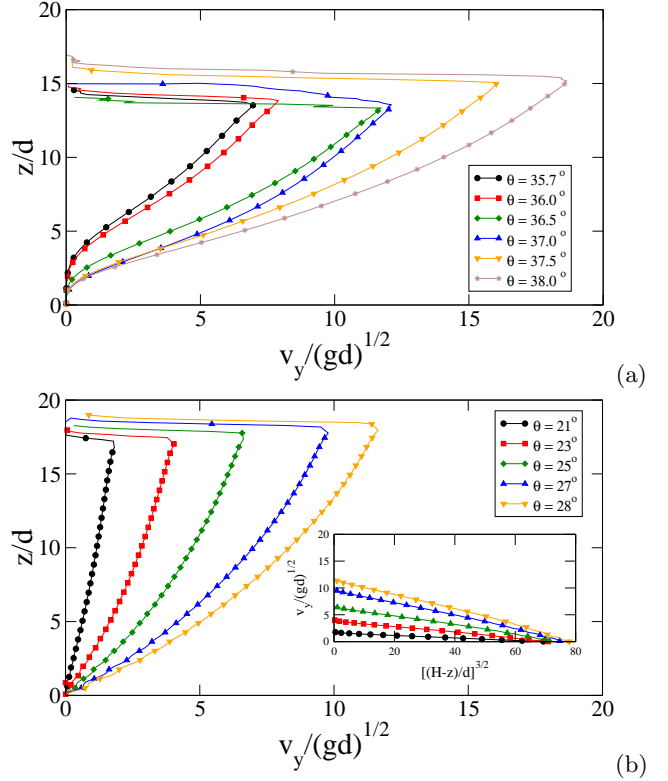 20
15
10
5
0
z/d
0
5
10
15
20
v_y/(gd)^{1/2}
θ = 35.7°
θ = 36.0°
θ = 36.5°
θ = 37.0°
θ = 37.5°
θ = 38.0°
(a)
20
15
10
5
0
z/d
0
5
10
15
20
v_y/(gd)^{1/2}
θ = 21°
θ = 23°
θ = 25°
θ = 27°
θ = 28°
20
15
10
5
0
v_y/(gd)^{1/2}
0
20
40
60
80
[(H-z)/d]^{3/2}
(b)